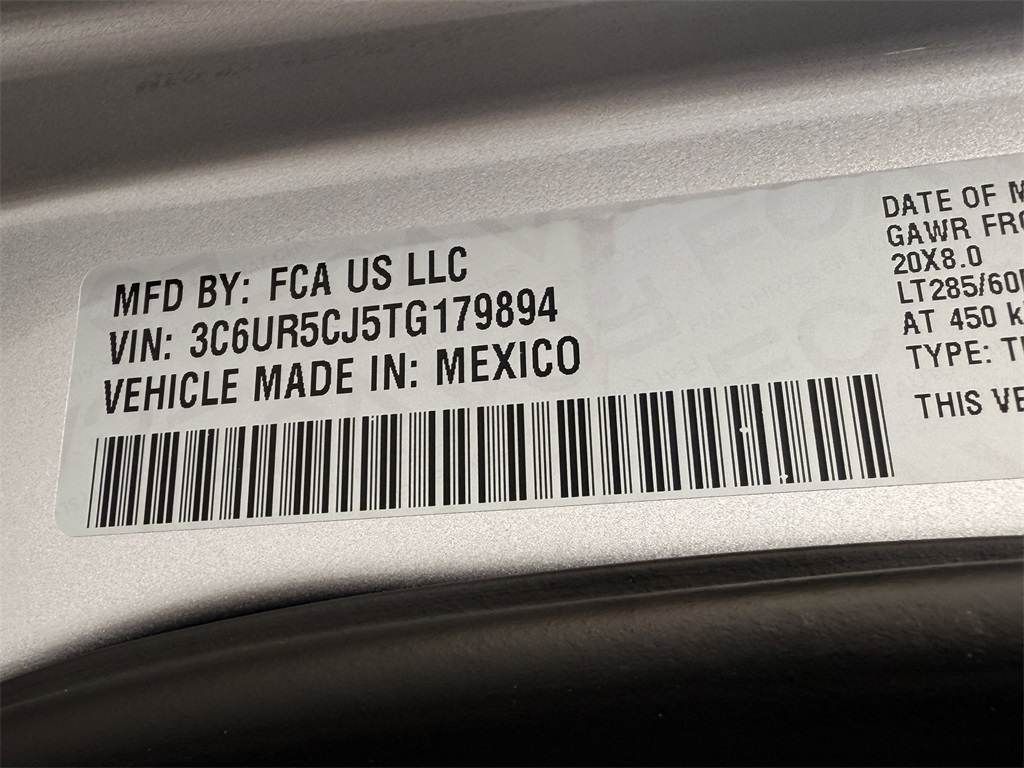 MFD BY: FCA US LLC
VIN: 3C6UR5CJ5TG179894
VEHICLE MADE IN: MEXICO
DATE OF M
GAWR FRO
20X8.0
LT285/60
AT 450 k
TYPE: T
THIS VE